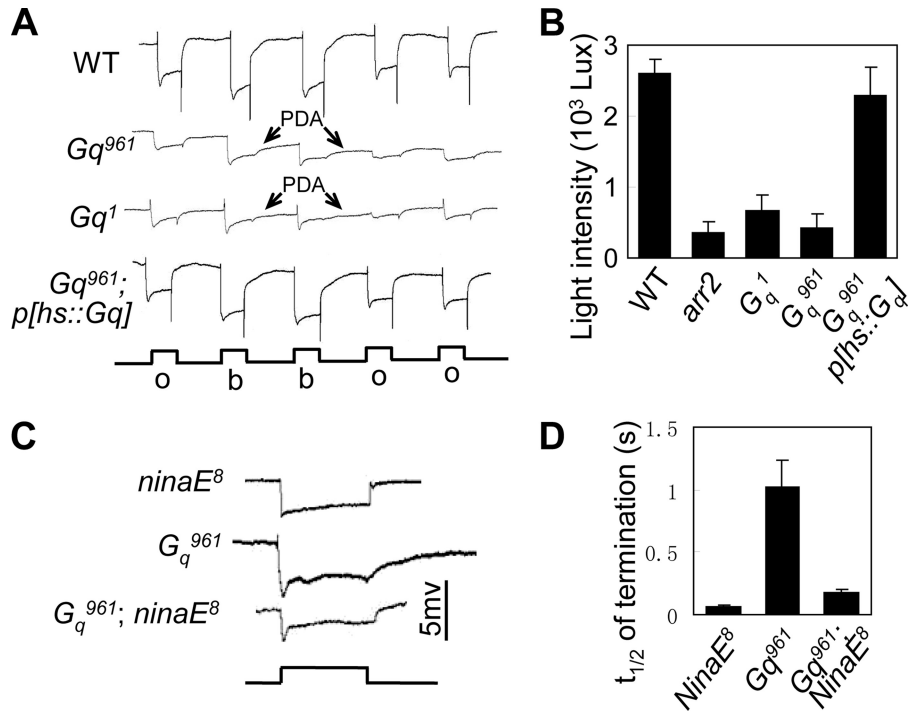 A
WT
PDA
Gq961
PDA
Gq1
Gq961;
p[hs::Gq]
o b b o o
B
Light intensity (103 Lux)
3
2
1
0
WT
arr2
Gq1
Gq961
Gq961
p[hs::Gq]
C
ninaE8
Gq961
Gq961; ninaE8
5mv
D
t1/2 of termination (s)
1.5
1
0.5
0
NinaE8
Gq961
Gq961;
NinaE8